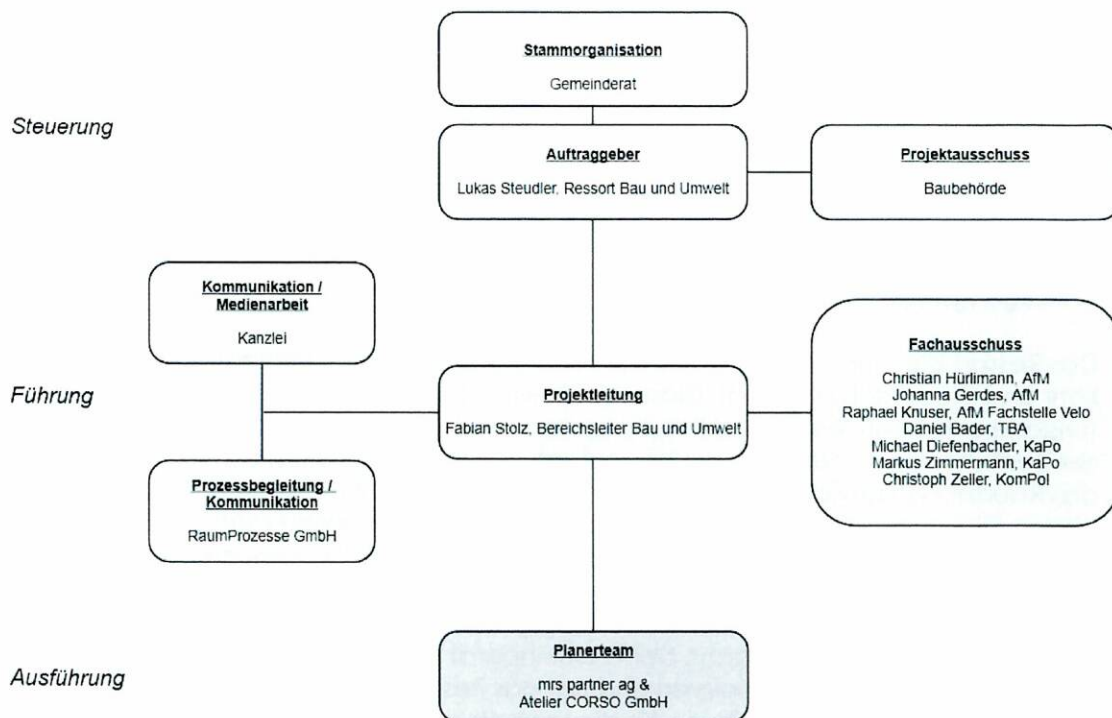 Stammorganisation
Gemeinderat
Steuerung
Auftraggeber
Lukas Steudler, Ressort Bau und Umwelt
Projektausschuss
Baubehörde
Kommunikation /
Medienarbeit
Kanzlei
Fachausschuss
Christian Hürlimann, AfM
Johanna Gerdes, AfM
Raphael Knuser, AfM Fachstelle Velo
Daniel Bader, TBA
Michael Diefenbacher, KaPo
Markus Zimmermann, KaPo
Christoph Zeller, KomPol
Führung
Projektleitung
Fabian Stolz, Bereichsleiter Bau und Umwelt
Prozessbegleitung /
Kommunikation
RaumProzesse GmbH
Ausführung
Planerteam
mrs partner ag &
Atelier CORSO GmbH